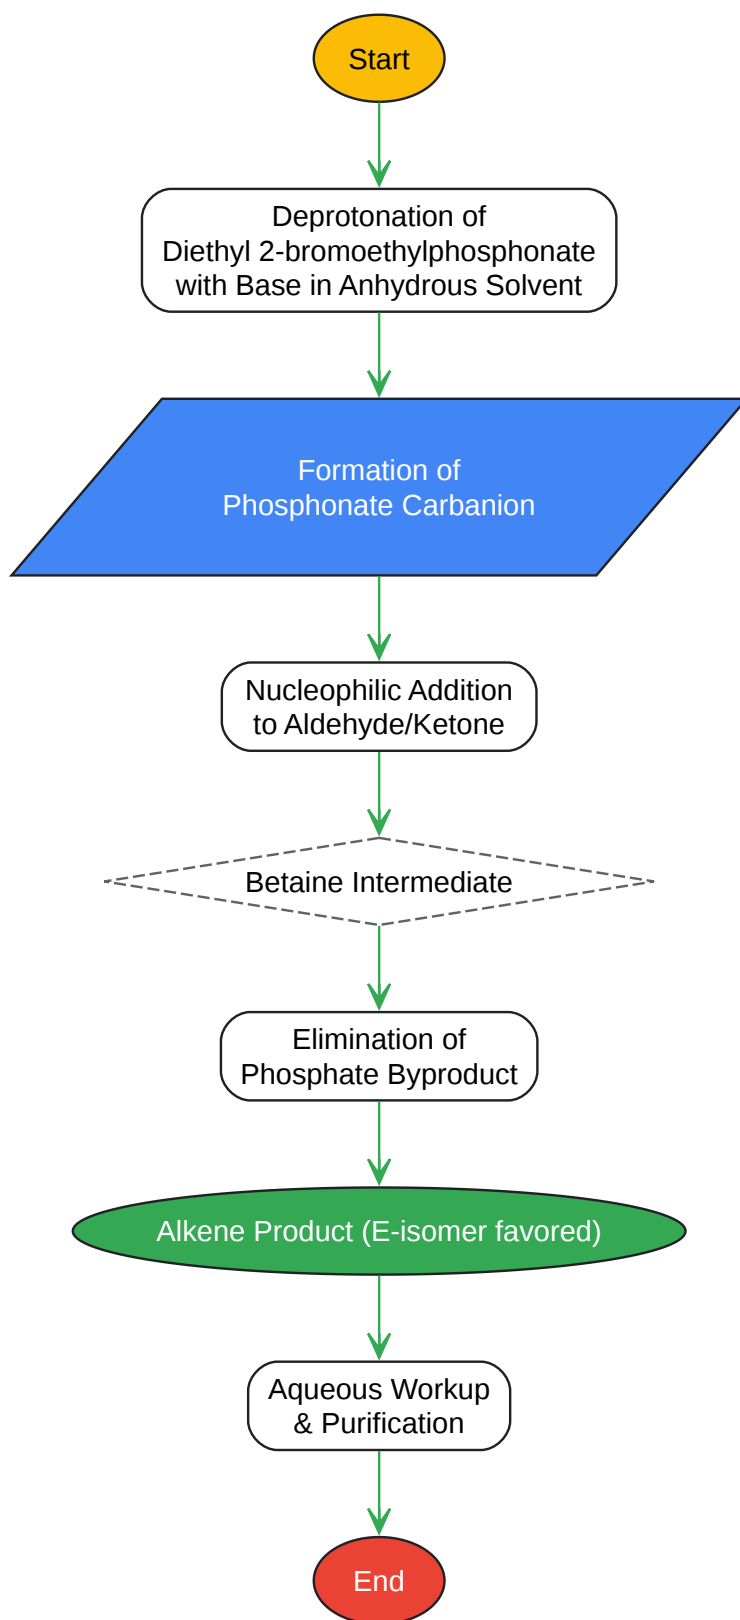 Start
Deprotonation of
Diethyl 2-bromoethylphosphonate
with Base in Anhydrous Solvent
Formation of
Phosphonate Carbanion
Nucleophilic Addition
to Aldehyde/Ketone
Betaine Intermediate
Elimination of
Phosphate Byproduct
Alkene Product (E-isomer favored)
Aqueous Workup
& Purification
End